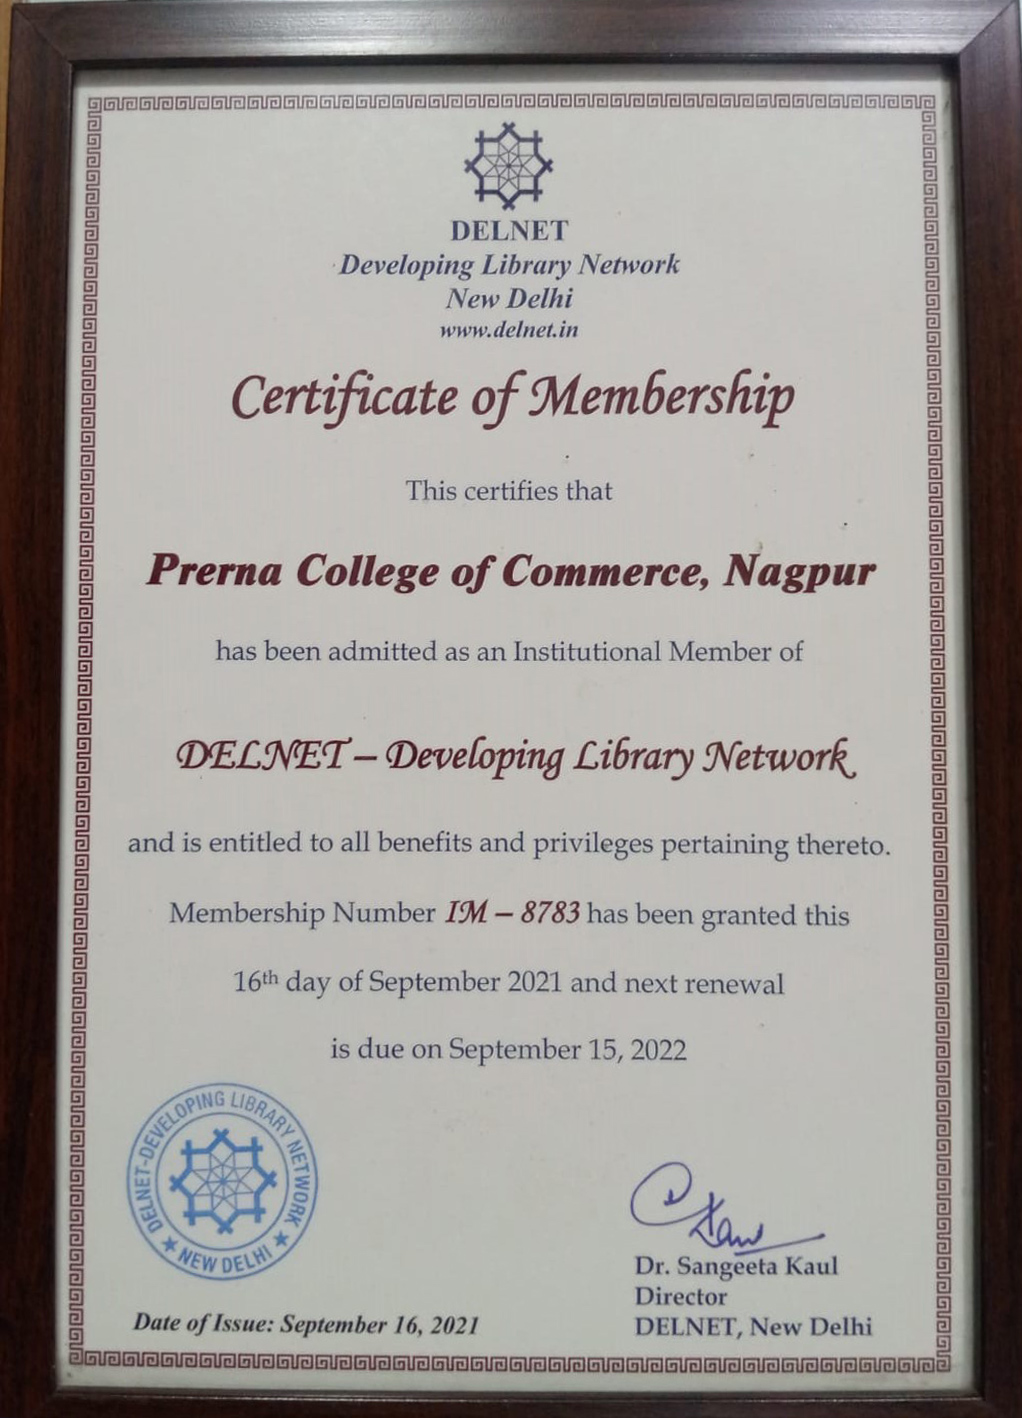 DELNET
Developing Library Network
New Delhi
www.delnet.in
Certificate of Membership
This certifies that
Prerna College of Commerce, Nagpur
has been admitted as an Institutional Member of
DELNET – Developing Library Network
and is entitled to all benefits and privileges pertaining thereto.
Membership Number IM – 8783 has been granted this
16th day of September 2021 and next renewal
is due on September 15, 2022
DELNET-DEVELOPING LIBRARY NETWORK
★ NEW DELHI ★
Dr. Sangeeta Kaul
Director
DELNET, New Delhi
Date of Issue: September 16, 2021